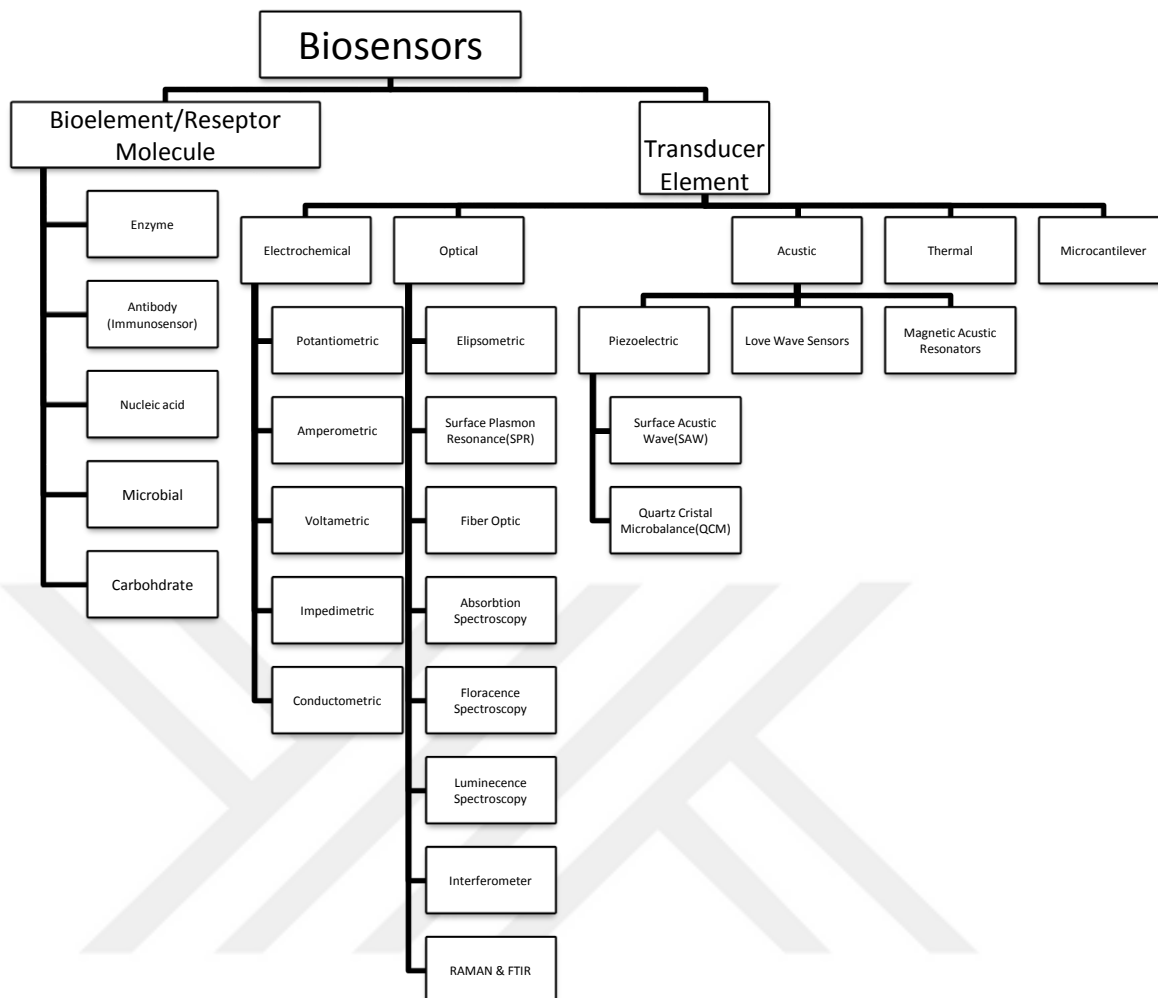 Biosensors
Bioelement/Reseptor
Molecule
Transducer
Element
Enzyme
Antibody
(Immunosensor)
Nucleic acid
Microbial
Carbohdrate
Electrochemical
Potantiometric
Amperometric
Voltametric
Impedimetric
Conductometric
Optical
Elipsometric
Surface Plasmon
Resonance(SPR)
Fiber Optic
Absorbtion
Spectroscopy
Floracence
Spectroscopy
Luminecence
Spectroscopy
Interferometer
RAMAN & FTIR
Acustic
Piezoelectric
Surface Acustic
Wave(SAW)
Quartz Cristal
Microbalance(QCM)
Love Wave Sensors
Magnetic Acustic
Resonators
Thermal
Microcantilever